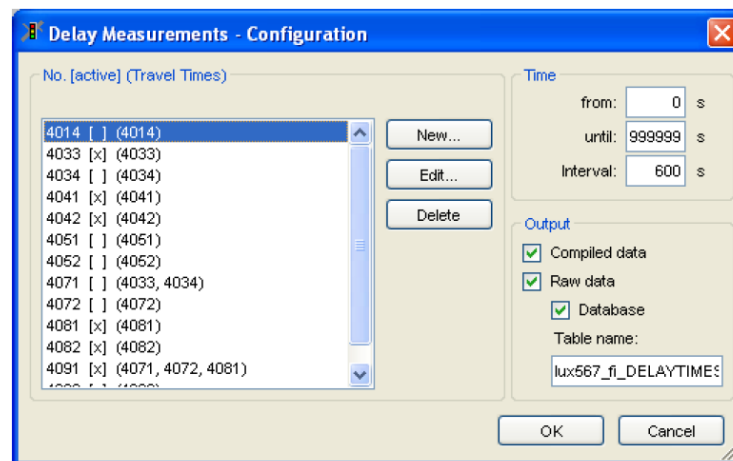 Delay Measurements - Configuration
No. [active] (Travel Times)
4014 [ ] (4014)
4033 [x] (4033)
4034 [ ] (4034)
4041 [x] (4041)
4042 [x] (4042)
4051 [ ] (4051)
4052 [ ] (4052)
4071 [ ] (4033, 4034)
4072 [ ] (4072)
4081 [x] (4081)
4082 [x] (4082)
4091 [x] (4071, 4072, 4081)
New...
Edit...
Delete
Time
from: 0 s
until: 999999 s
Interval: 600 s
Output
Compiled data
Raw data
Database
Table name:
lux567_fi_DELAYTIMES
OK
Cancel